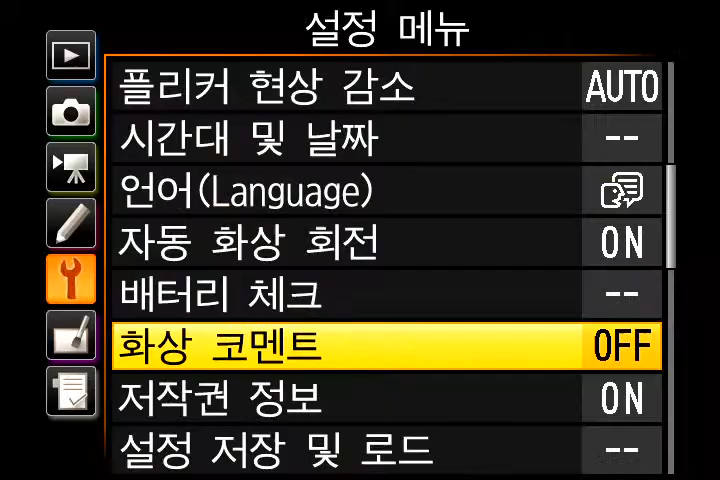 설정 메뉴
플리커 현상 감소 AUTO
시간대 및 날짜 --
언어(Language)
자동 화상 회전 ON
배터리 체크 --
화상 코멘트 OFF
저작권 정보 ON
설정 저장 및 로드 --